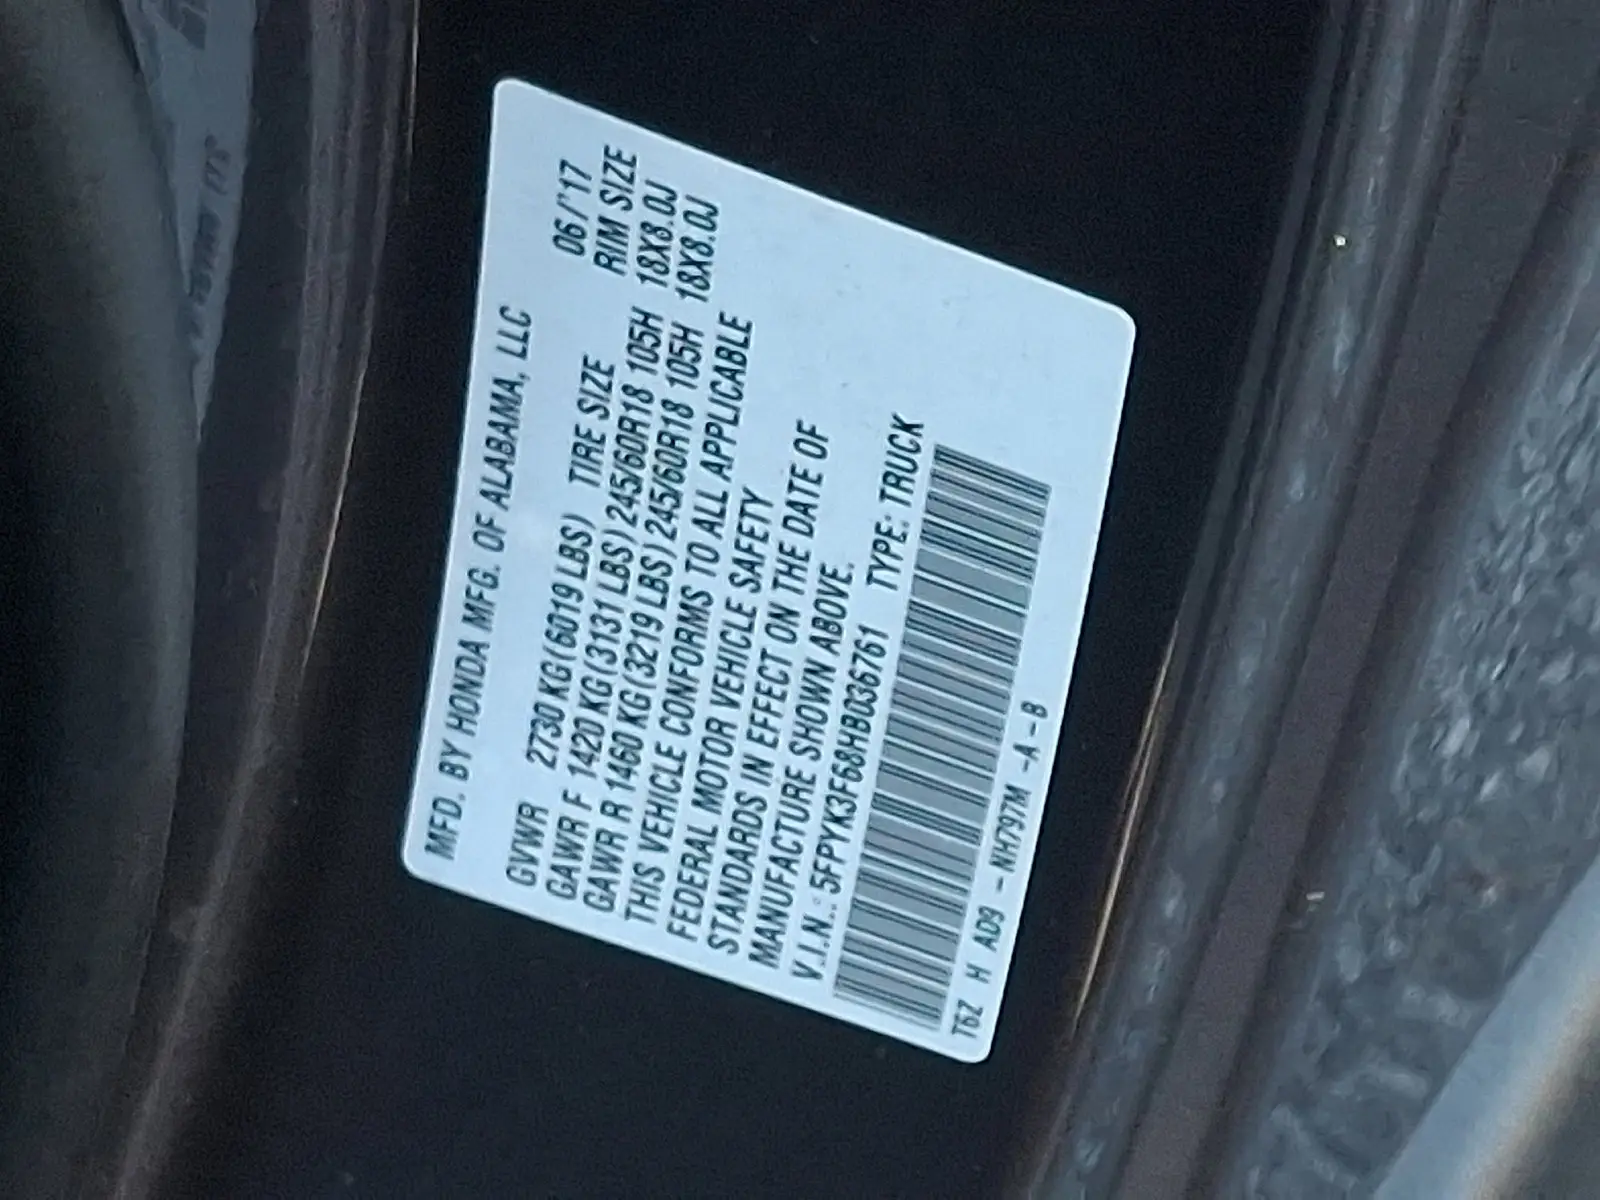 MFD. BY HONDA MFG. OF ALABAMA, LLC
06/'17
GVWR 2730 KG(6019 LBS) TIRE SIZE RIM SIZE
GAWR F 1420 KG(3131 LBS) 245/60R18 105H 18X8.0J
GAWR R 1460 KG(3219 LBS) 245/60R18 105H 18X8.0J
THIS VEHICLE CONFORMS TO ALL APPLICABLE
FEDERAL MOTOR VEHICLE SAFETY
STANDARDS IN EFFECT ON THE DATE OF
MANUFACTURE SHOWN ABOVE.
V.I.N.: 5FPYK3F68HB036761 TYPE: TRUCK
T6Z H A09 -NH797M -A-B